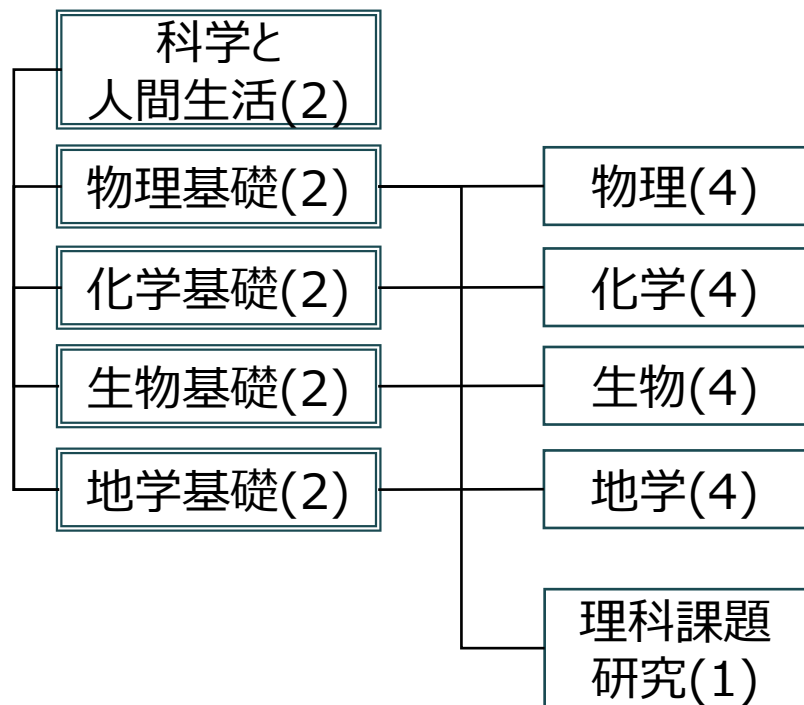 科学と
人間生活(2)
物理基礎(2)
物理(4)
化学基礎(2)
化学(4)
生物基礎(2)
生物(4)
地学基礎(2)
地学(4)
理科課題
研究(1)